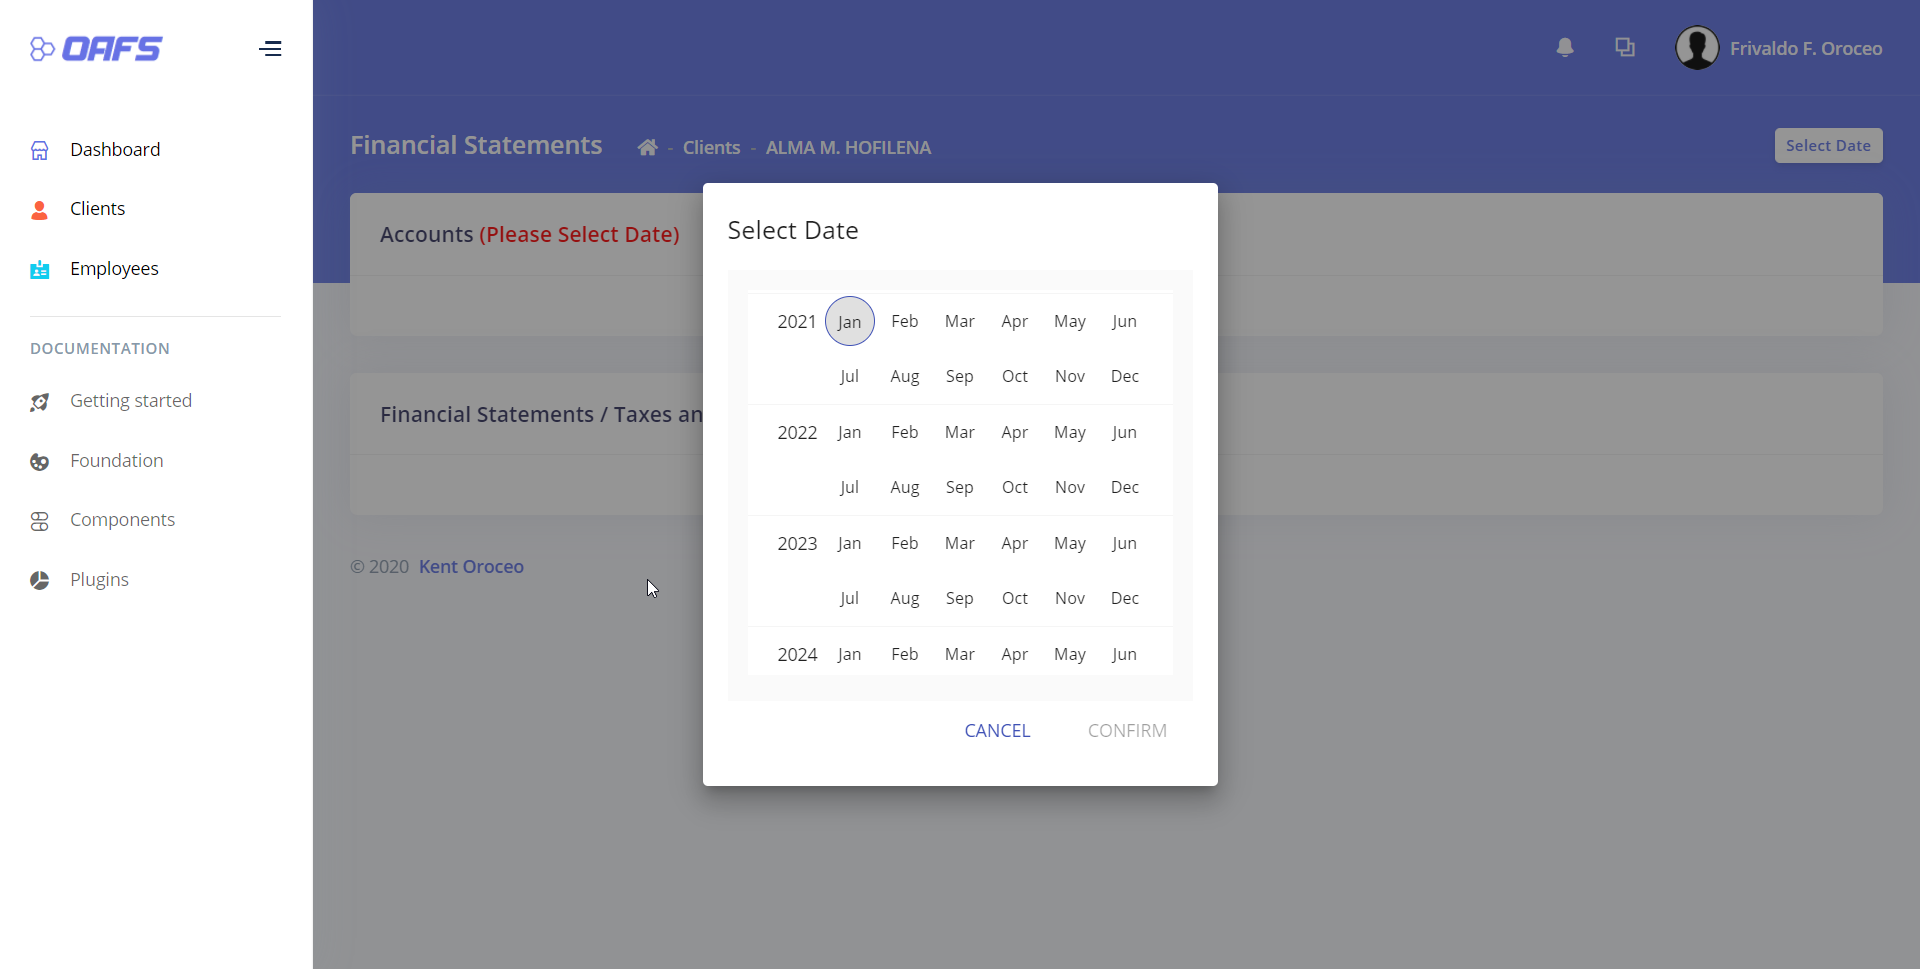 OAFS
Dashboard
Clients
Employees
DOCUMENTATION
Getting started
Foundation
Components
Plugins
Frivaldo F. Oroceo
Financial Statements - Clients - ALMA M. HOFILENA
Select Date
Accounts (Please Select Date)
Financial Statements / Taxes an
© 2020 Kent Oroceo
Select Date
2021 Jan Feb Mar Apr May Jun
Jul Aug Sep Oct Nov Dec
2022 Jan Feb Mar Apr May Jun
Jul Aug Sep Oct Nov Dec
2023 Jan Feb Mar Apr May Jun
Jul Aug Sep Oct Nov Dec
2024 Jan Feb Mar Apr May Jun
CANCEL CONFIRM